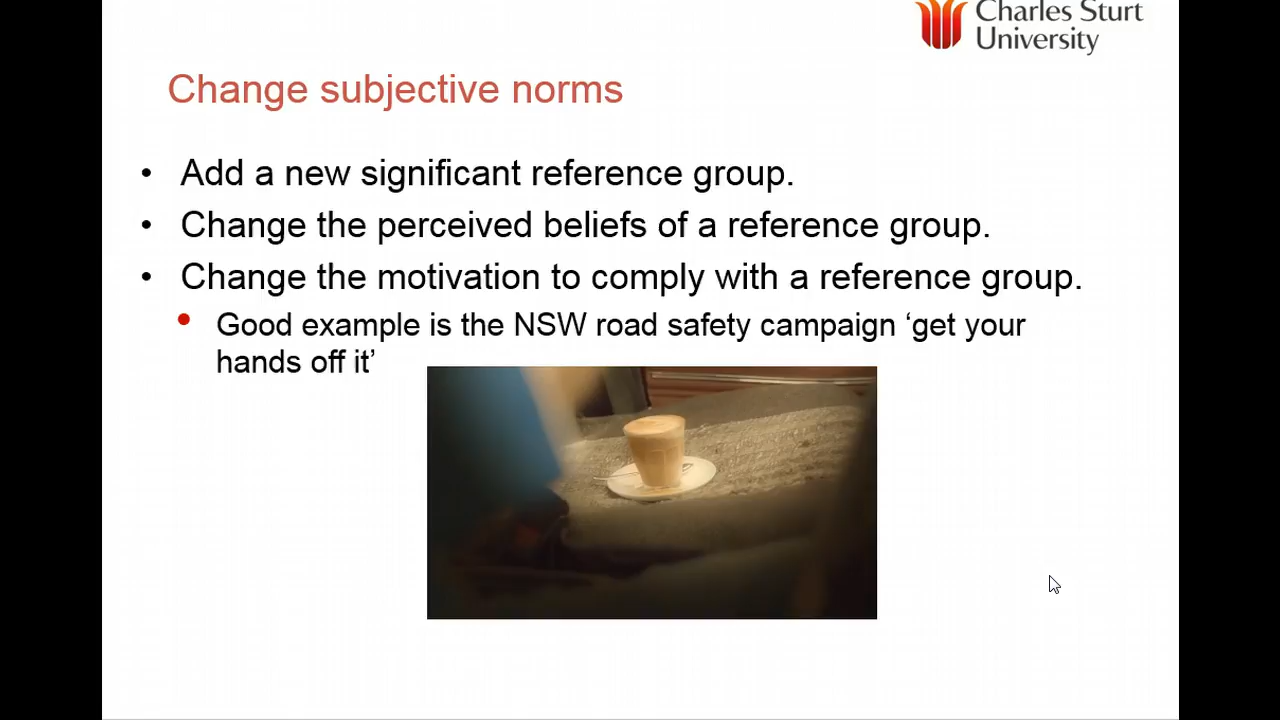 Charles Sturt
University
Change subjective norms
• Add a new significant reference group.
• Change the perceived beliefs of a reference group.
• Change the motivation to comply with a reference group.
• Good example is the NSW road safety campaign ‘get your
hands off it’